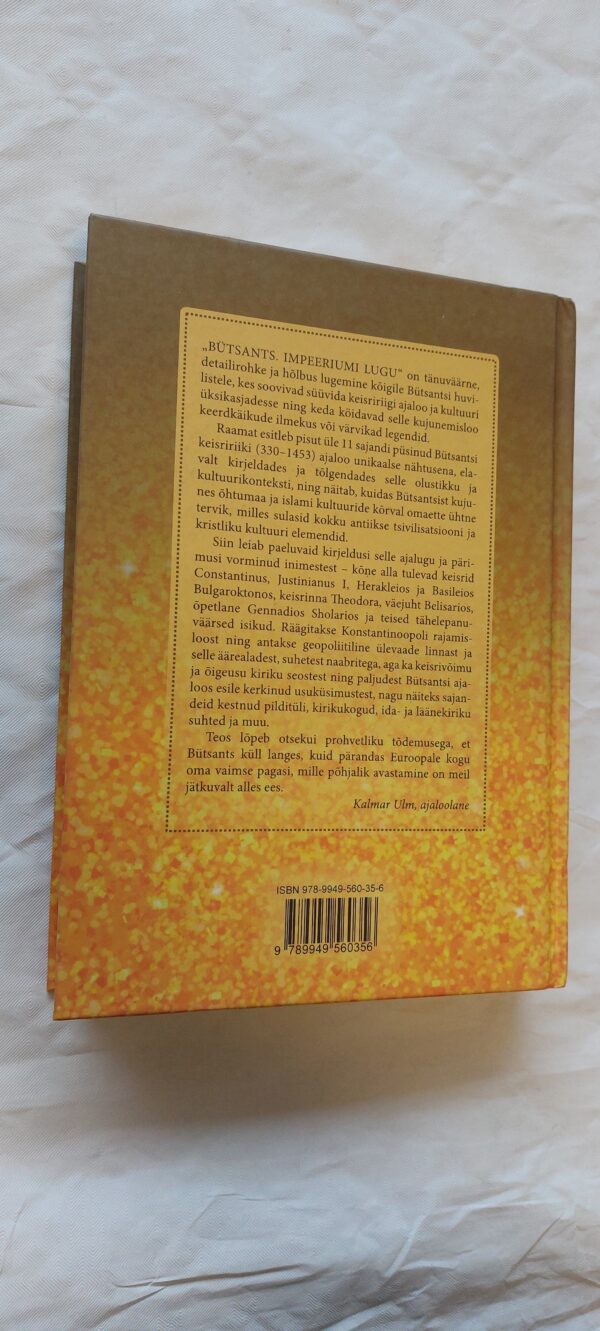 „BÜTSANTS. IMPEERIUMI LUGU“ on tänuväärne,
detailirohke ja hõlbus lugemine kõigile Bütsantsi huvi-
listele, kes soovivad süüvida keisririigi ajaloo ja kultuuri
üksikasjadesse ning keda köidavad selle kujunemisloo
keerdkäikude ilmekus või värvikad legendid.
Raamat esitleb pisut üle 11 sajandi püsinud Bütsantsi
keisririiki (330–1453) ajaloo unikaalse nähtusena, ela-
valt kirjeldades ja tõlgendades selle olustikku ja
kultuurikonteksti, ning näitab, kuidas Bütsantsist kuju-
nes õhtumaa ja islami kultuuride kõrval omaette ühtne
tervik, milles sulasid kokku antiikse tsivilisatsiooni ja
kristliku kultuuri elemendid.
Siin leiab paeluvaid kirjeldusi selle ajalugu ja päri-
musi vorminud inimestest – kõne alla tulevad keisrid
Constantinus, Justinianus I, Herakleios ja Basileios
Bulgaroktonos, keisrinna Theodora, väejuht Belisarios,
õpetlane Gennadios Sholarios ja teised tähelepanu-
väärsed isikud. Räägitakse Konstantinoopoli rajamis-
loost ning antakse geopoliitiline ülevaade linnast ja
selle äärealadest, suhetest naabritega, aga ka keisrivõimu
ja õigeusu kiriku seostest ning paljudest Bütsantsi aja-
loos esile kerkinud usuküsimustest, nagu näiteks sajan-
deid kestnud pildituli, kirikukogud, ida- ja läänekiriku
suhted ja muu.
Teos lõpeb otsekui prohvetliku tõdemusega, et
Bütsants küll langes, kuid pärandas Euroopale kogu
oma vaimse pagasi, mille põhjalik avastamine on meil
jätkuvalt alles ees.
Kalmar Ulm, ajaloolane
ISBN 978-9949-560-35-6
9 789949 560356